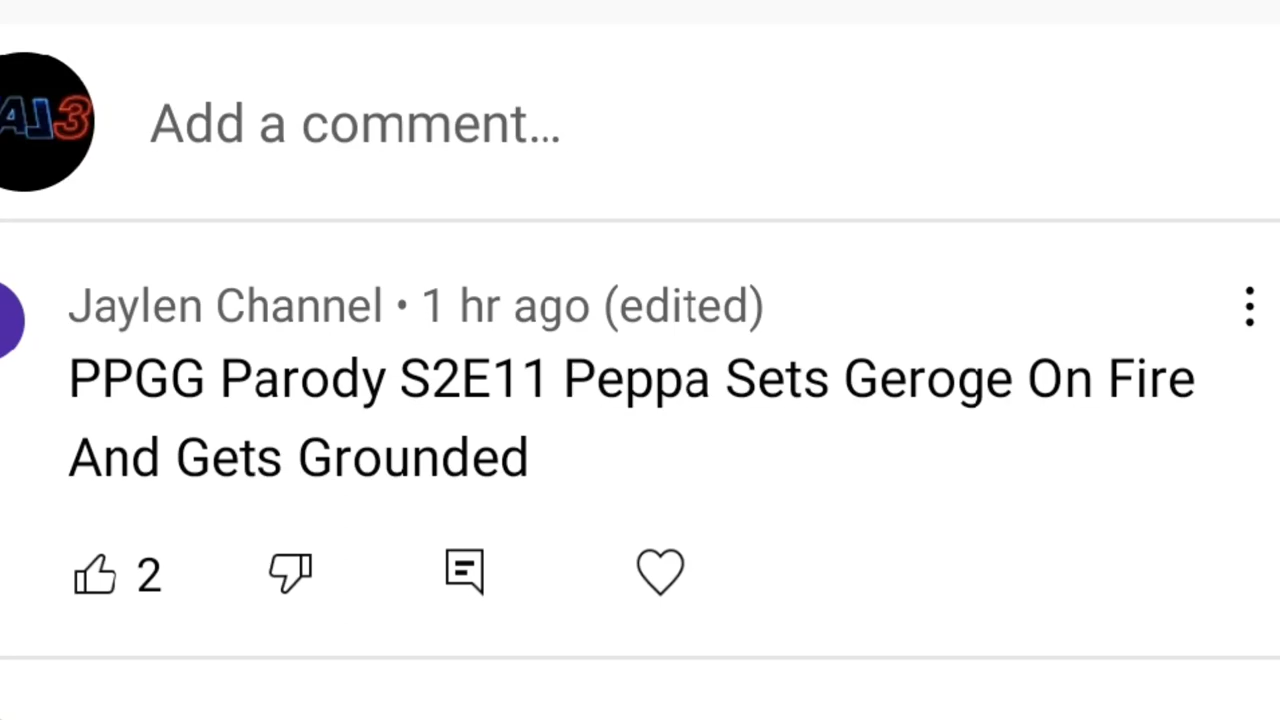 AJ3
Add a comment...
Jaylen Channel • 1 hr ago (edited)
PPGG Parody S2E11 Peppa Sets Geroge On Fire
And Gets Grounded
2